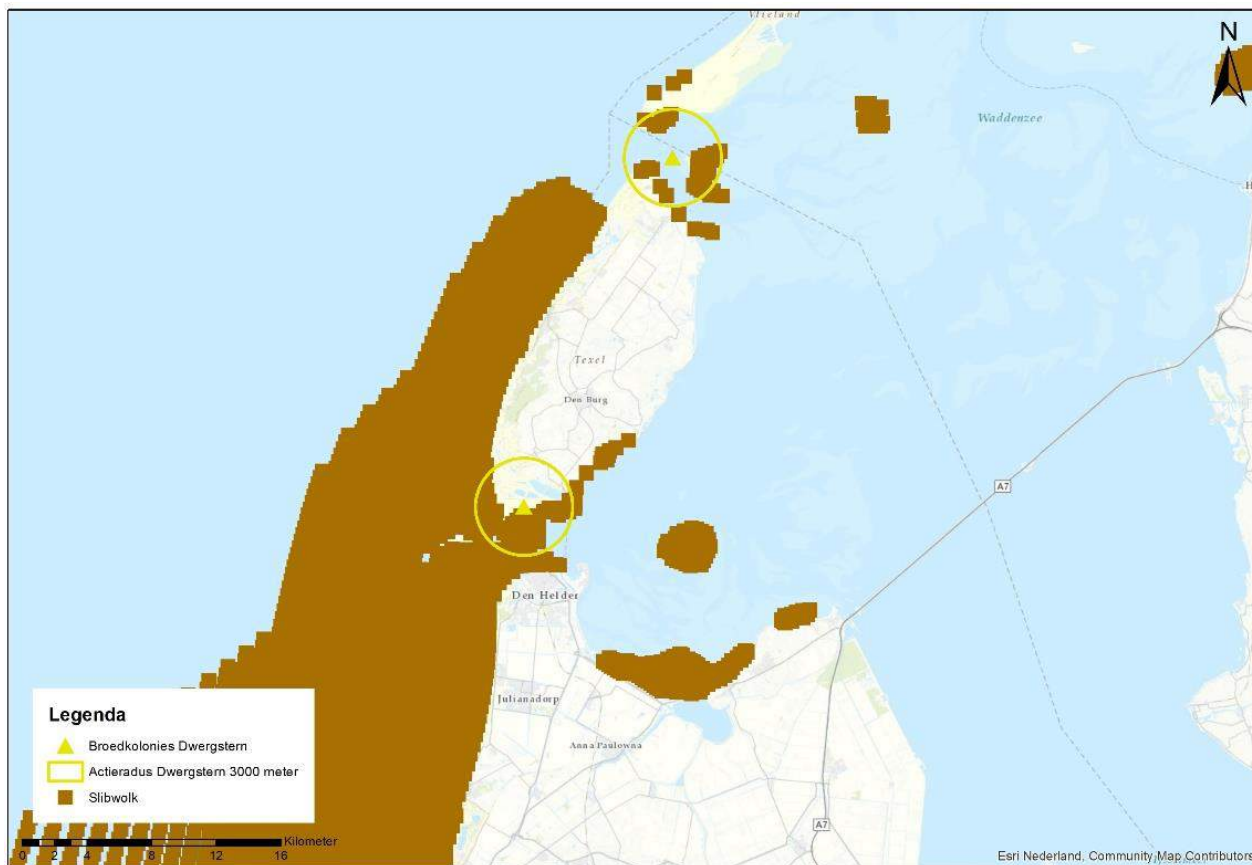 Vlieland
N
Waddenzee
H
Texel
Den Burg
A7
Den Helder
Julianadorp
Anna Paulowna
A7
Legenda
Broedkolonies Dwergstern
Actieradus Dwergstern 3000 meter
Slibwolk
Kilometer
0 2 4 8 12 16
Esri Nederland, Community Map Contributors